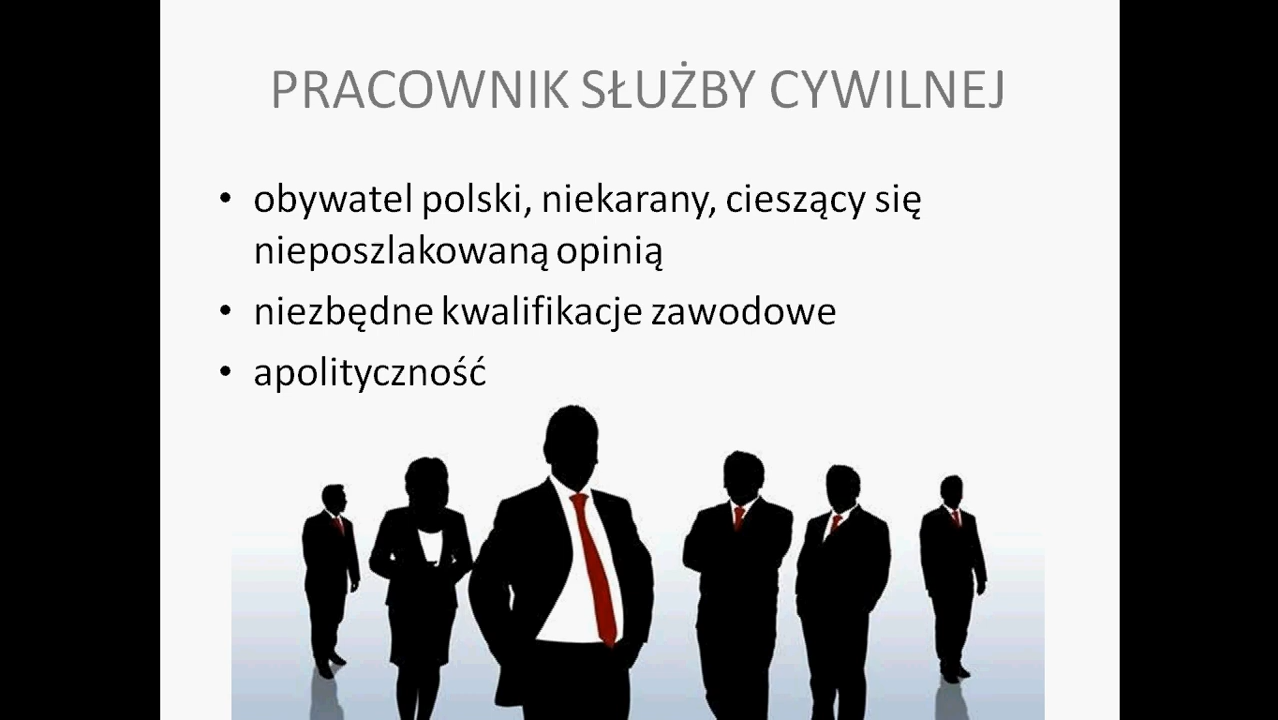 PRACOWNIK SŁUŻBY CYWILNEJ
• obywatel polski, niekarany, cieszący się
nieposzlakowaną opinią
• niezbędne kwalifikacje zawodowe
• apolityczność